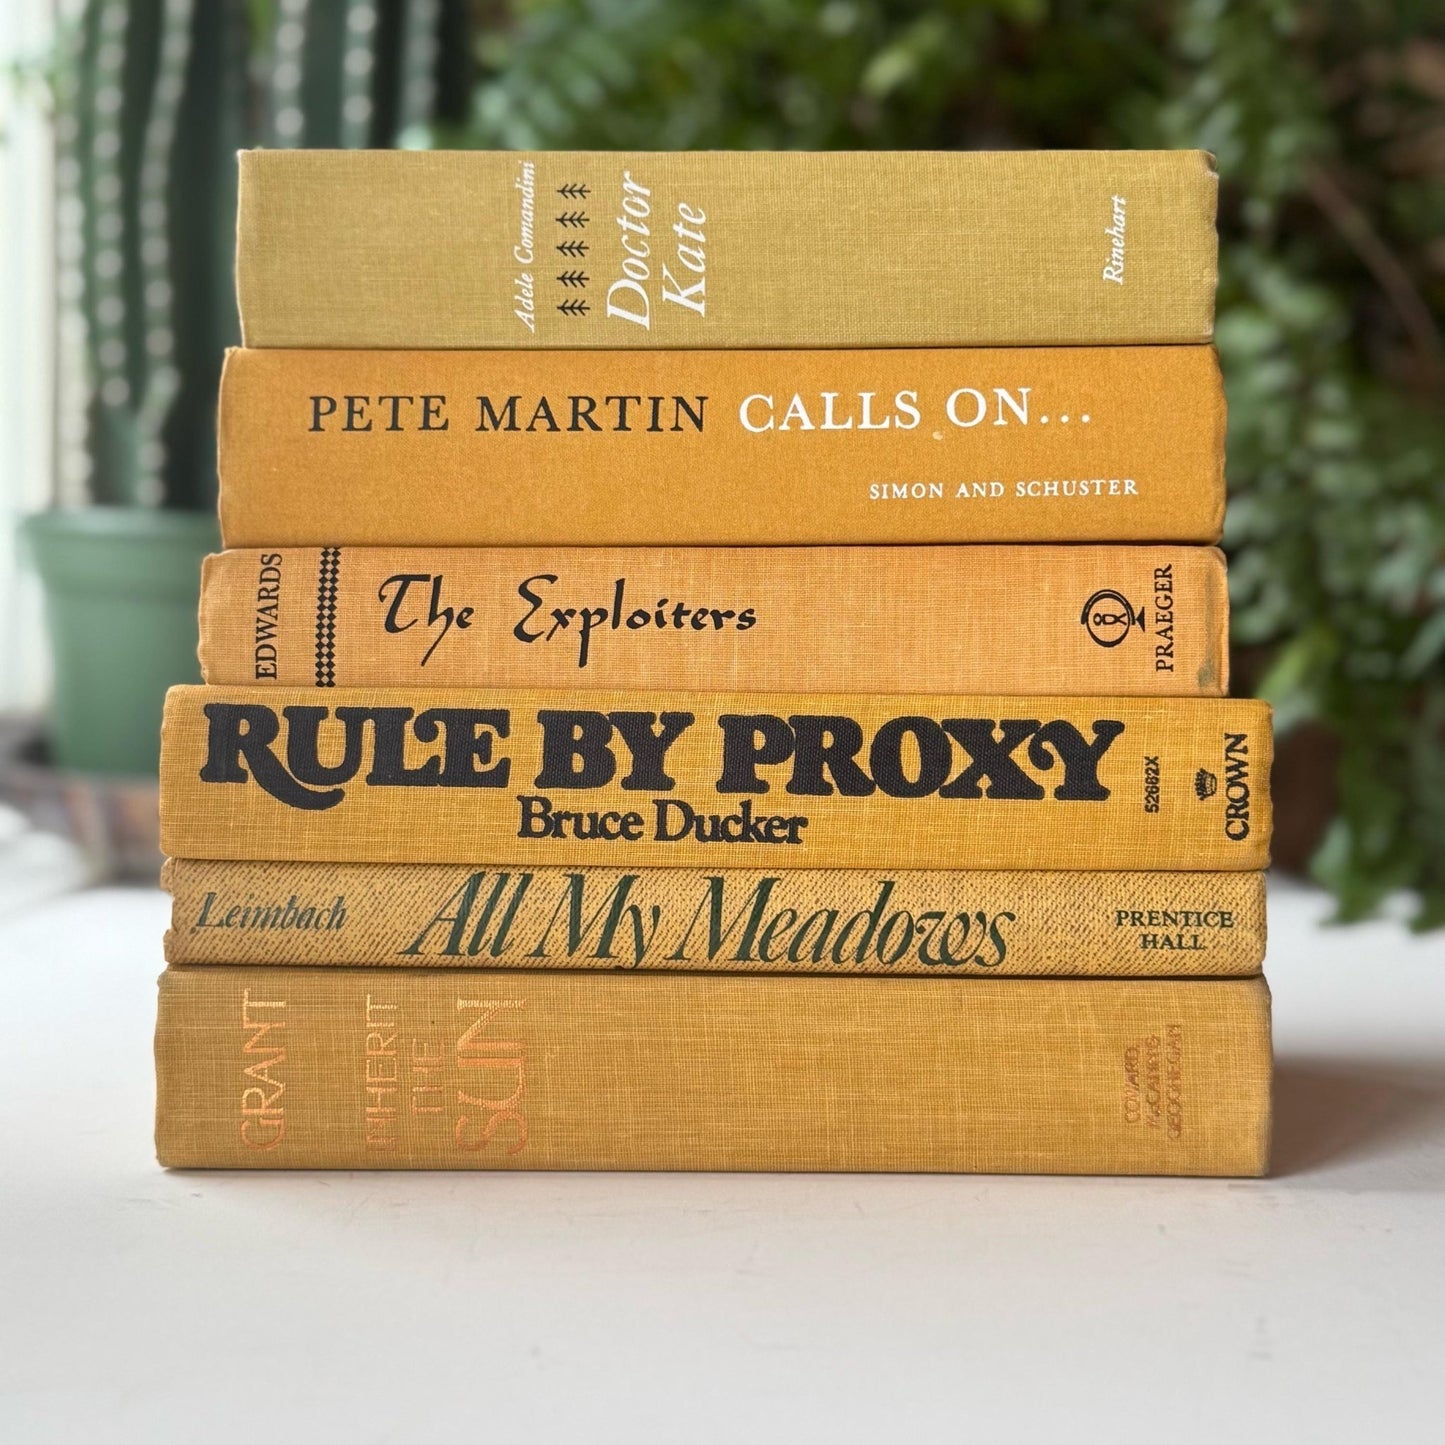 Adele Comandini
Doctor
Kate
Rinehart
PETE MARTIN CALLS ON...
SIMON AND SCHUSTER
EDWARDS
The Exploiters
PRAEGER
RULE BY PROXY
Bruce Ducker
52682X
CROWN
Leimbach
All My Meadows
PRENTICE
HALL
GRANT
INHERIT
THE
SUN
COWARD,
McCANN &
GEOGHEGAN